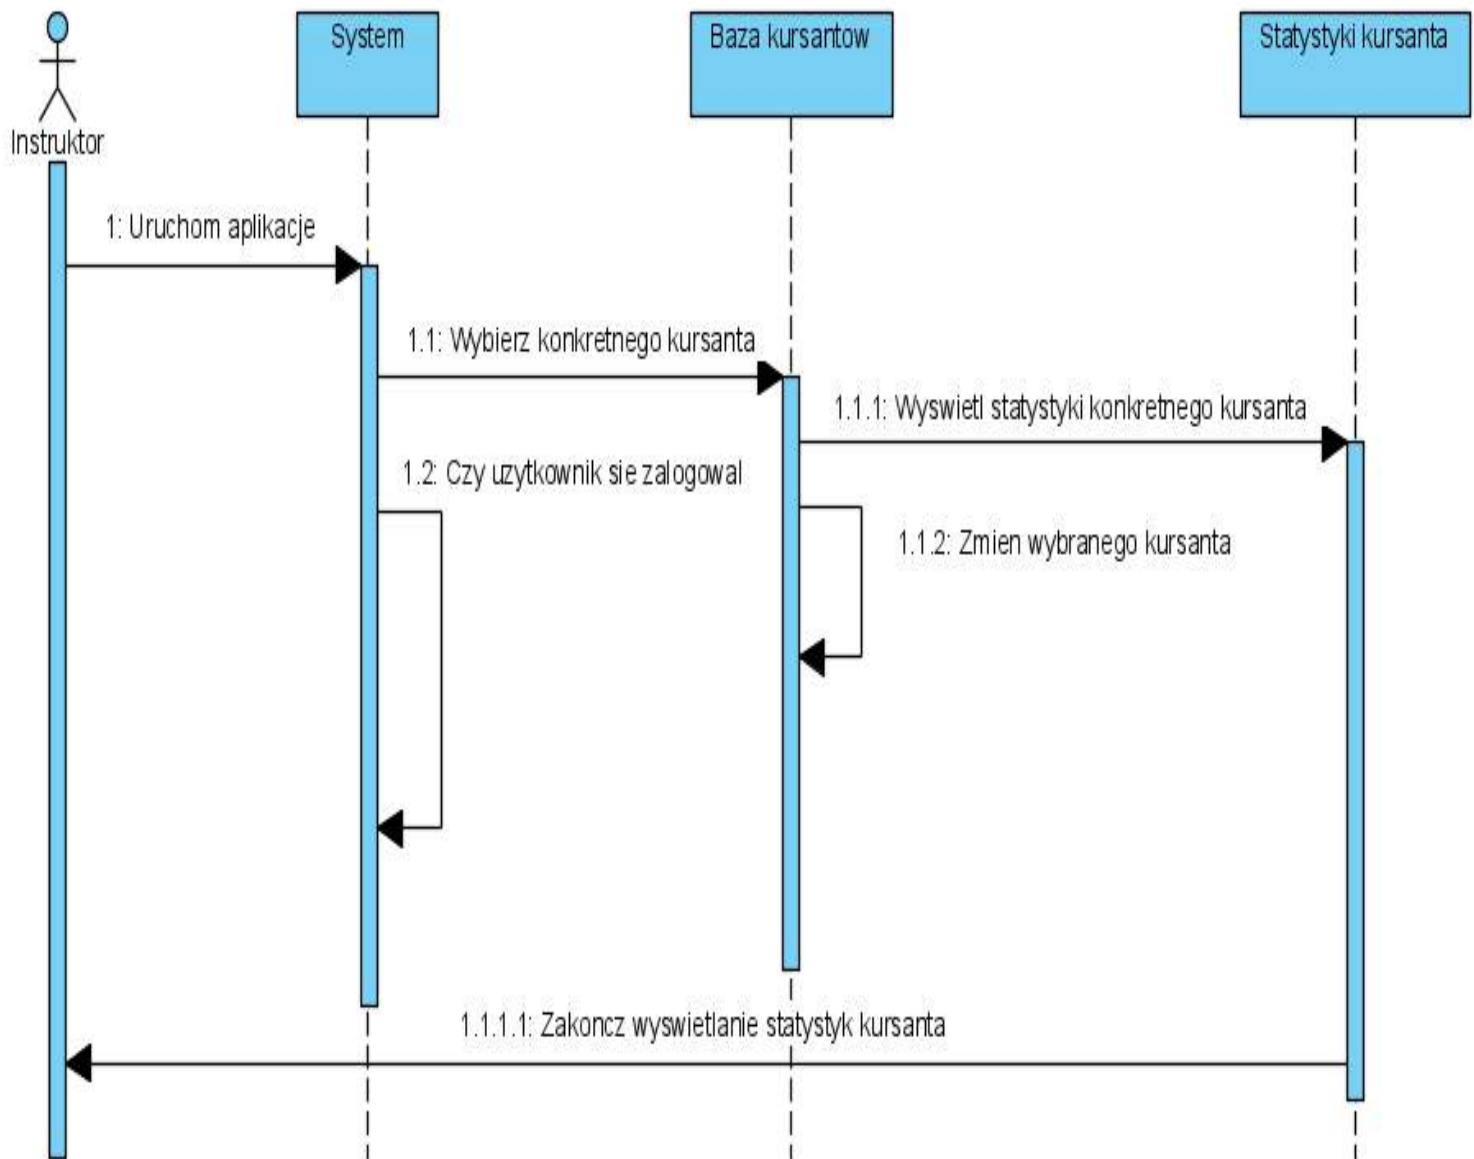 System
Baza kursantow
Statystyki kursanta
Instruktor
1: Uruchom aplikacje
1.1: Wybierz konkretnego kursanta
1.1.1: Wyswietl statystyki konkretnego kursanta
1.2: Czy uzytkownik sie zalogowal
1.1.2: Zmien wybranego kursanta
1.1.1.1: Zakoncz wyswietlanie statystyk kursanta